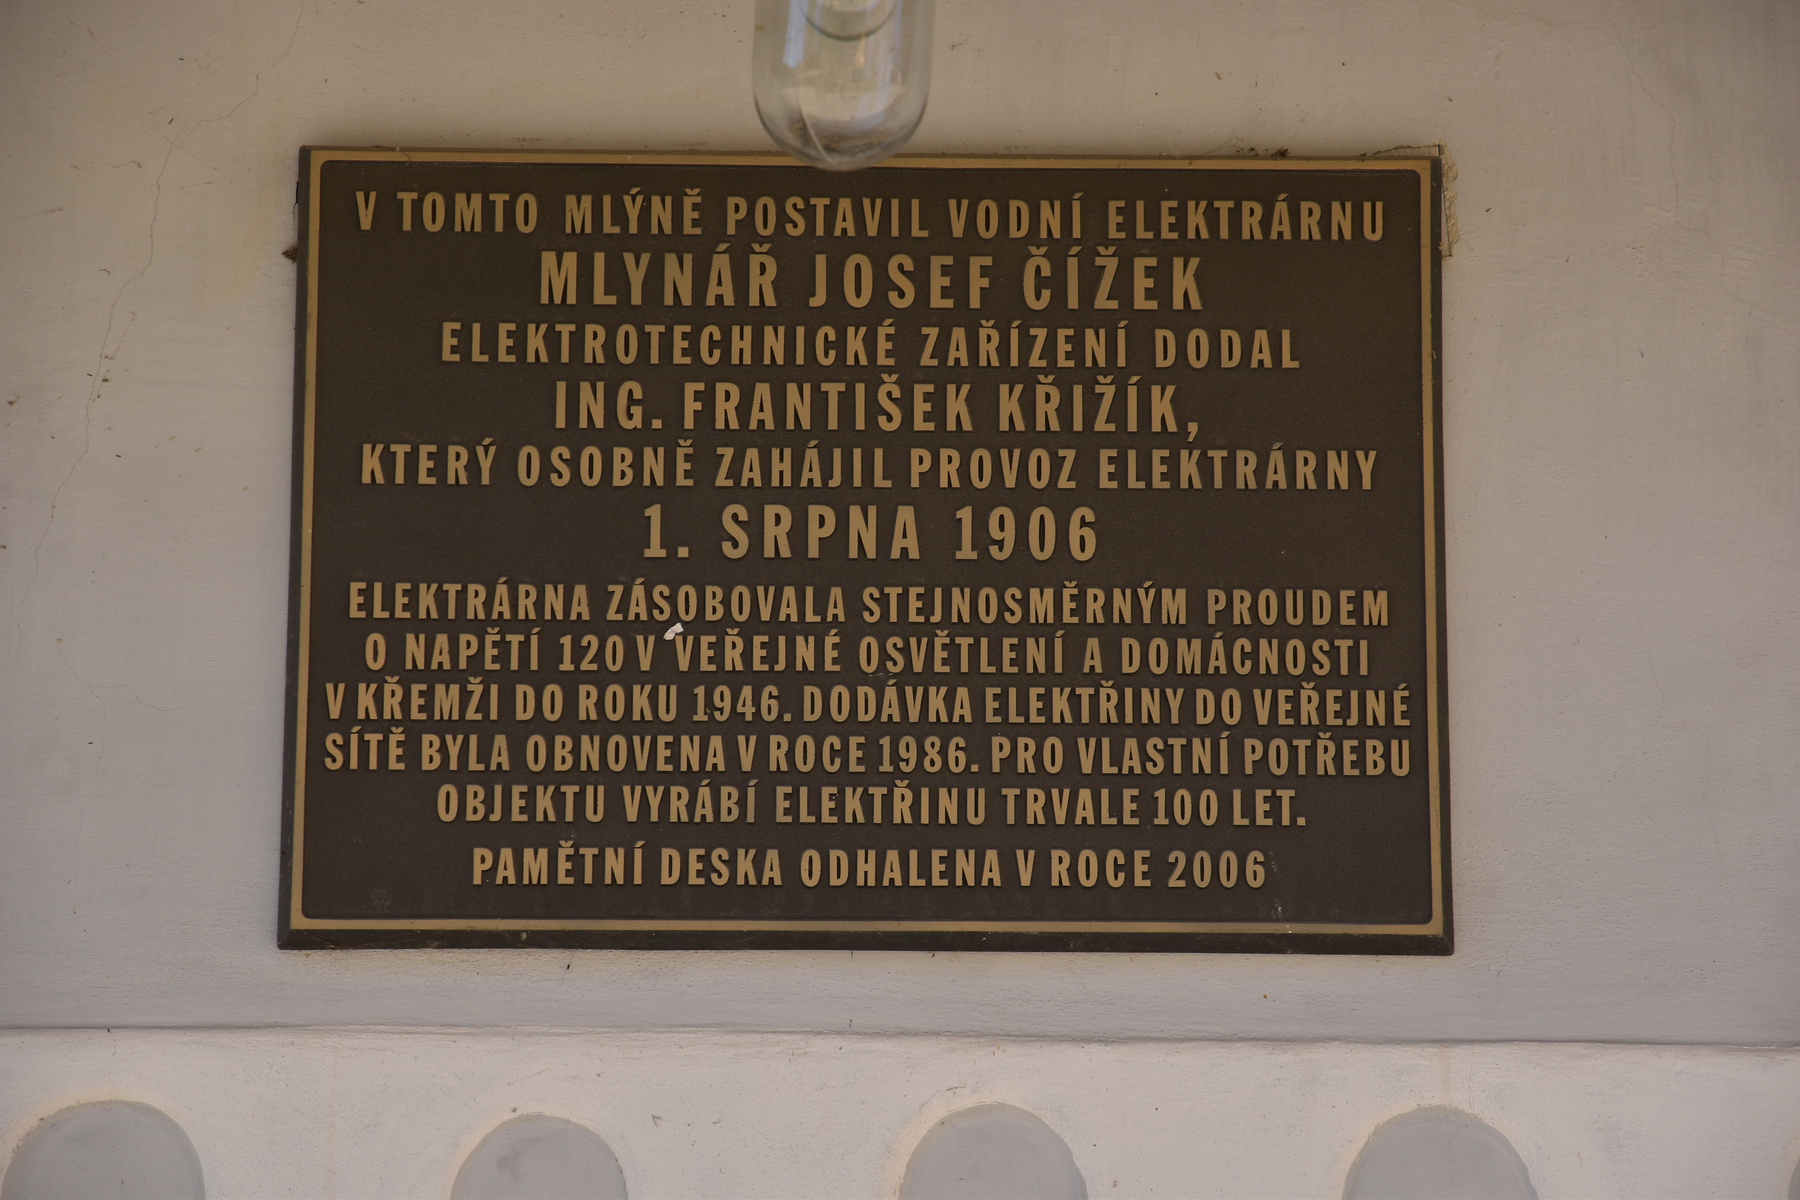 V TOMTO MLÝNĚ POSTAVIL VODNÍ ELEKTRÁRNU
MLYNÁŘ JOSEF ČÍŽEK
ELEKTROTECHNICKÉ ZAŘÍZENÍ DODAL
ING. FRANTIŠEK KŘIŽÍK,
KTERÝ OSOBNĚ ZAHÁJIL PROVOZ ELEKTRÁRNY
1. SRPNA 1906
ELEKTRÁRNA ZÁSOBOVALA STEJNOSMĚRNÝM PROUDEM
O NAPĚTÍ 120 V VEŘEJNÉ OSVĚTLENÍ A DOMÁCNOSTI
V KŘEMŽI DO ROKU 1946. DODÁVKA ELEKTŘINY DO VEŘEJNÉ
SÍTĚ BYLA OBNOVENA V ROCE 1986. PRO VLASTNÍ POTŘEBU
OBJEKTU VYRÁBÍ ELEKTŘINU TRVALE 100 LET.
PAMĚTNÍ DESKA ODHALENA V ROCE 2006